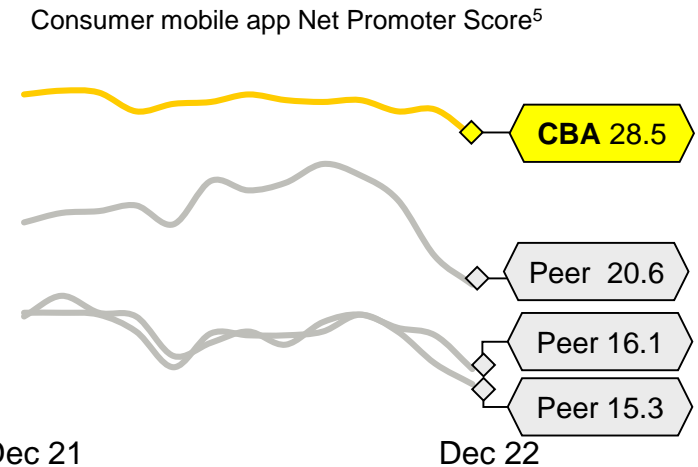 Consumer mobile app Net Promoter Score⁵
CBA 28.5
Peer 20.6
Peer 16.1
Peer 15.3
Dec 21
Dec 22